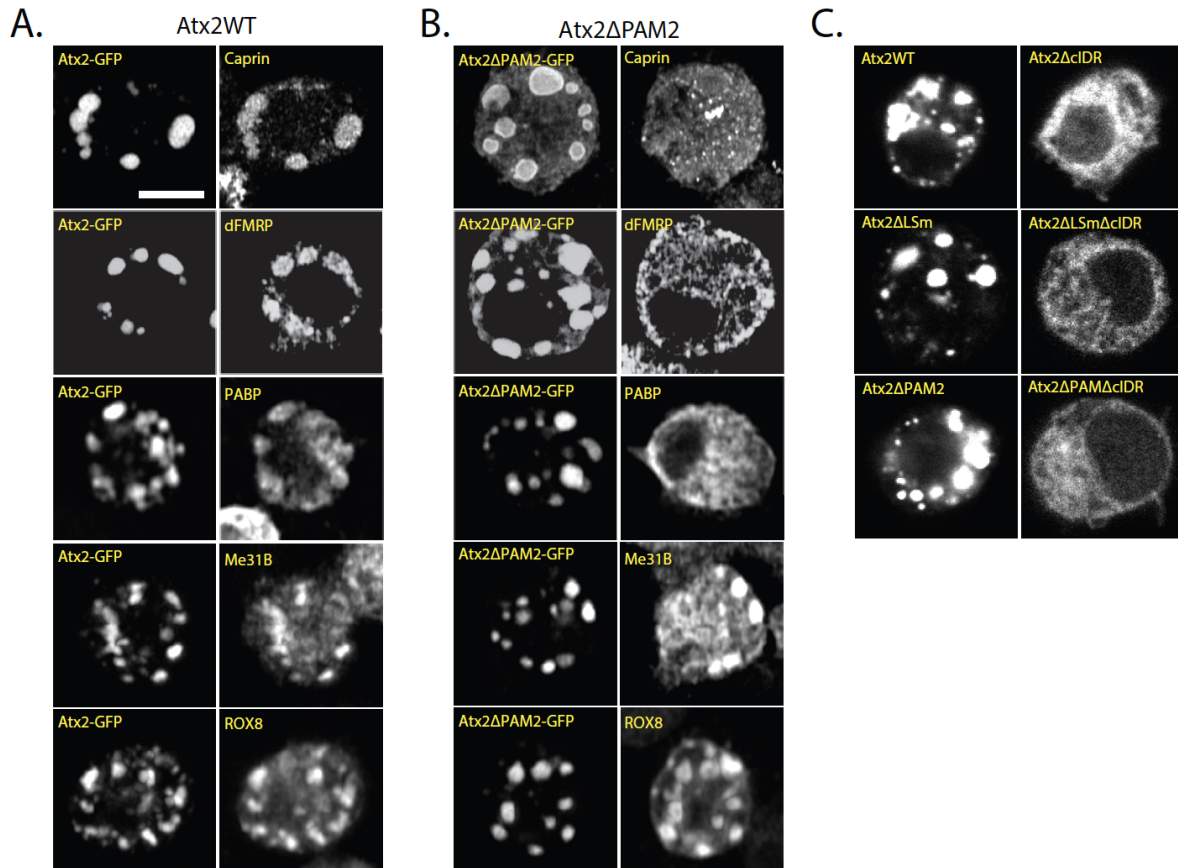 A.
Atx2WT
Atx2-GFP
Caprin
Atx2-GFP
dFMRP
Atx2-GFP
PABP
Atx2-GFP
Me31B
Atx2-GFP
ROX8
B.
Atx2ΔPAM2
Atx2ΔPAM2-GFP
Caprin
Atx2ΔPAM2-GFP
dFMRP
Atx2ΔPAM2-GFP
PABP
Atx2ΔPAM2-GFP
Me31B
Atx2ΔPAM2-GFP
ROX8
C.
Atx2WT
Atx2ΔcIDR
Atx2ΔLSm
Atx2ΔLSmΔcIDR
Atx2ΔPAM2
Atx2ΔPAMΔcIDR